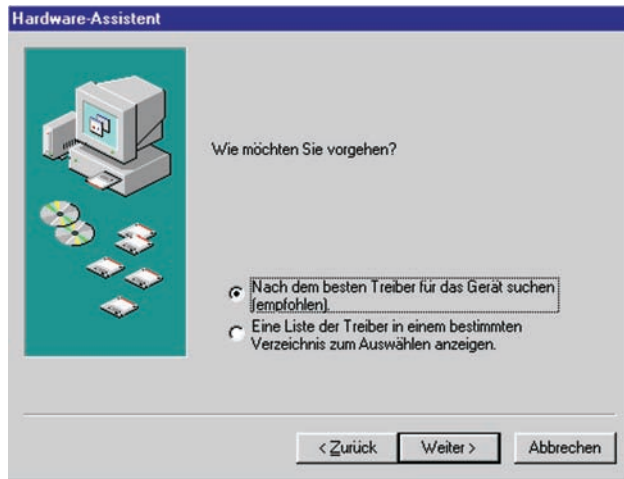 Hardware-Assistent
Wie möchten Sie vorgehen?
Nach dem besten Treiber für das Gerät suchen
(empfohlen).
Eine Liste der Treiber in einem bestimmten
Verzeichnis zum Auswählen anzeigen.
< Zurück Weiter > Abbrechen